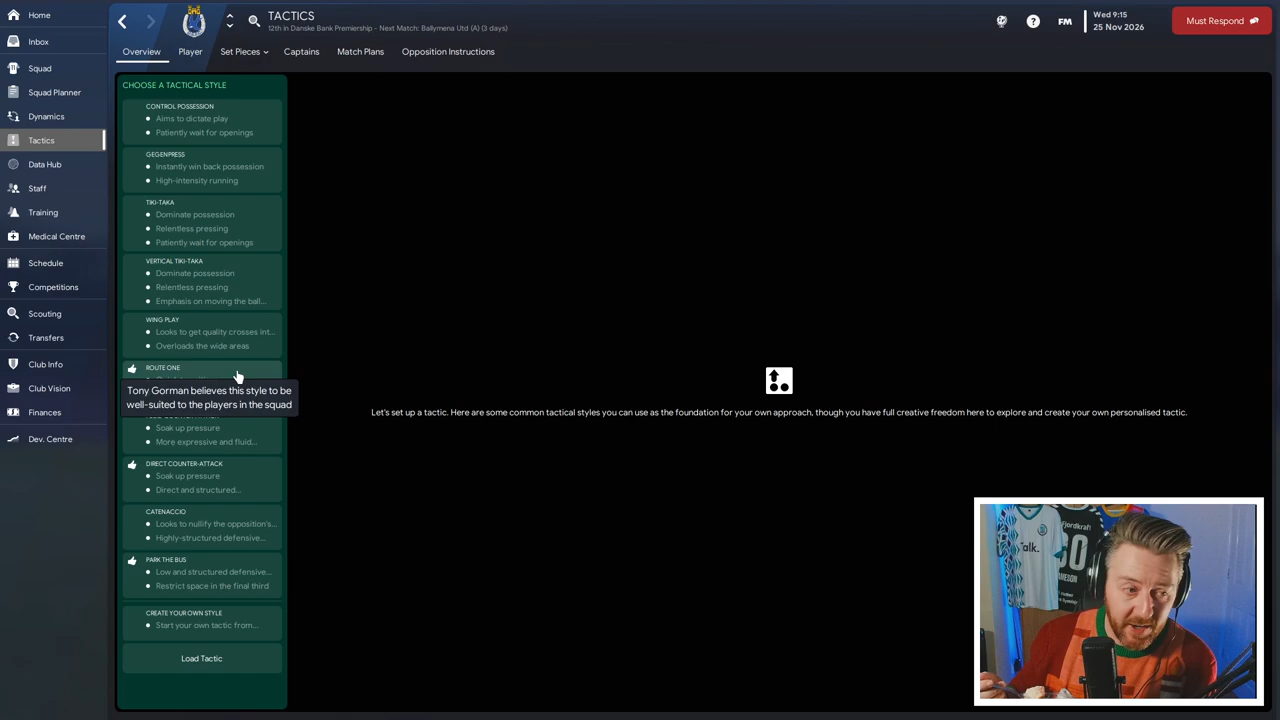 Home
Inbox
Squad
Squad Planner
Dynamics
Tactics
Data Hub
Staff
Training
Medical Centre
Schedule
Competitions
Scouting
Transfers
Club Info
Club Vision
Finances
Dev. Centre
TACTICS
12th in Danske Bank Premiership - Next Match: Ballymena Utd (A) (3 days)
FM
Wed 9:15
25 Nov 2026
Must Respond
Overview
Player
Set Pieces
Captains
Match Plans
Opposition Instructions
CHOOSE A TACTICAL STYLE
CONTROL POSSESSION
Aims to dictate play
Patiently wait for openings
GEGENPRESS
Instantly win back possession
High-intensity running
TIKI-TAKA
Dominate possession
Relentless pressing
Patiently wait for openings
VERTICAL TIKI-TAKA
Dominate possession
Relentless pressing
Emphasis on moving the ball...
WING PLAY
Looks to get quality crosses int...
Overloads the wide areas
ROUTE ONE
Tony Gorman believes this style to be
well-suited to the players in the squad
Soak up pressure
More expressive and fluid...
DIRECT COUNTER-ATTACK
Soak up pressure
Direct and structured...
CATENACCIO
Looks to nullify the opposition's...
Highly-structured defensive...
PARK THE BUS
Low and structured defensive...
Restrict space in the final third
CREATE YOUR OWN STYLE
Start your own tactic from...
Load Tactic
Let's set up a tactic. Here are some common tactical styles you can use as the foundation for your own approach, though you have full creative freedom here to explore and create your own personalised tactic.
Talk.
Fjordkraft